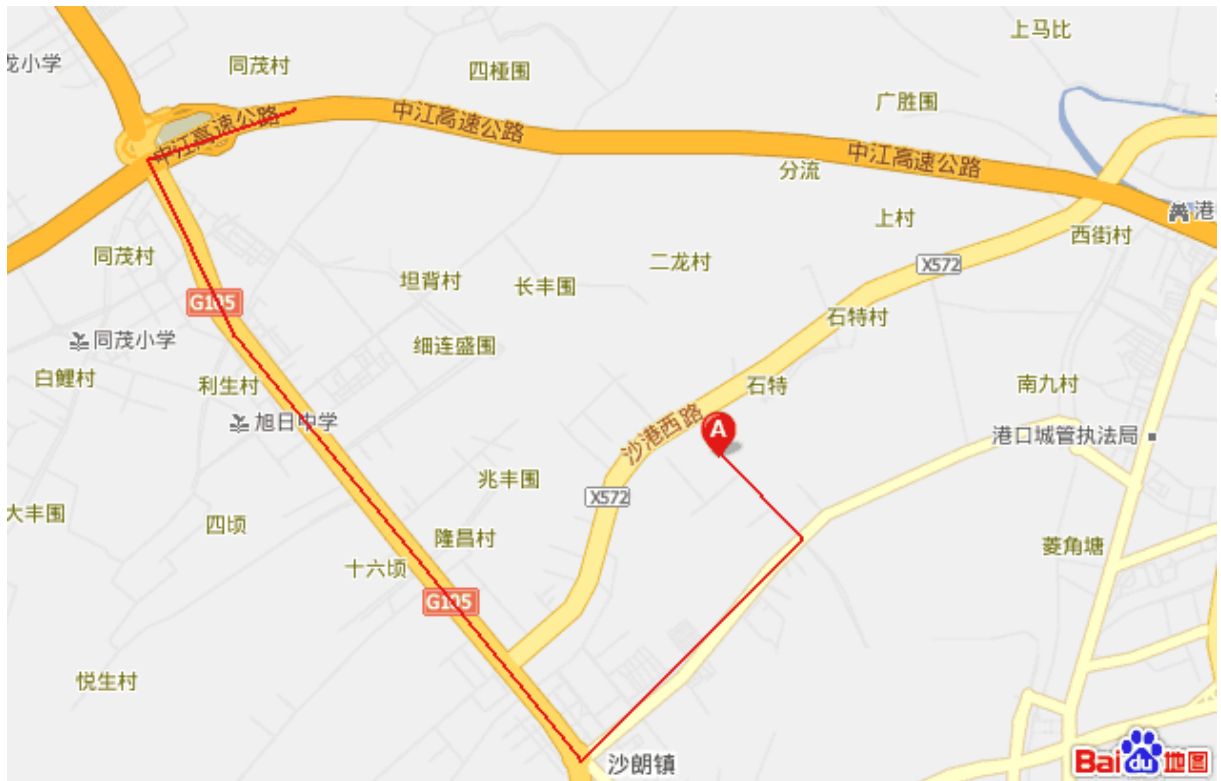 上马比
龙小学
同茂村
四桠围
广胜围
中江高速公路
中江高速公路
中江高速公路
分流
港
上村
西街村
同茂村
二龙村
X572
坦背村
长丰围
G105
石特村
同茂小学
细连盛围
白鲤村
利生村
石特
南九村
旭日中学
沙港西路
A
港口城管执法局
兆丰围
X572
大丰围
四顷
隆昌村
菱角塘
十六顷
G105
悦生村
沙朗镇
Bai du 地图